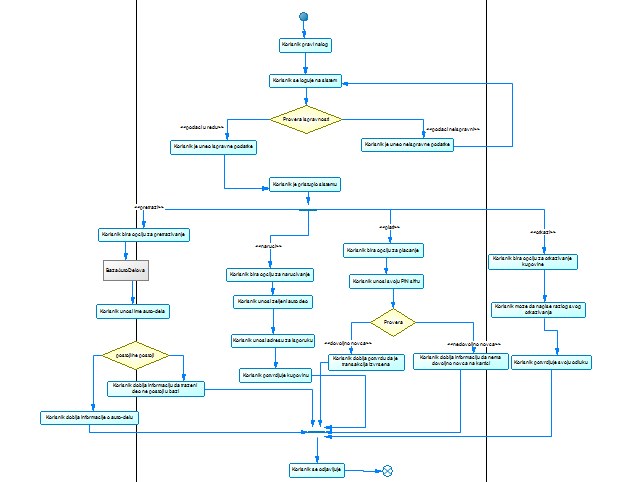 Korisnik pravi nalog
Korisnik se loguje na sistem
Provera ispravnosti
<<podaci u redu>>
<<podaci neispravni>>
Korisnik je uneo ispravne podatke
Korisnik je uneo neispravne podatke
Korisnik je pristupio sistemu
<<pretrazi>>
<<naruci>>
<<plati>>
<<otkazi>>
Korisnik bira opciju za pretrazivanje
Korisnik bira opciju za placanje
Korisnik bira opciju za otkazivanje
kupovine
BazaAutoDelova
Korisnik bira opciju za narucivanje
Korisnik unosi svoju PIN sifru
Korisnik unosi ime auto-dela
Korisnik unosi zeljeni auto deo
Korisnik moze da napise razlog svog
otkazivanja
Provera
Korisnik unosi adresu za isporuku
<<dovoljno novca>>
<<nedovoljno novca>>
postoji/ne postoji
Korisnik dobija potvrdu da je
transakcija izvrsena
Korisnik dobija informaciju da nema
dovoljno novca na kartici
Korisnik potvrdjuje svoju odluku
Korisnik potvrdjuje kupovinu
Korisnik dobija informaciju da trazeni
deo ne postoji u bazi
Korisnik dobija informacije o auto-delu
Korisnik se odjavljuje